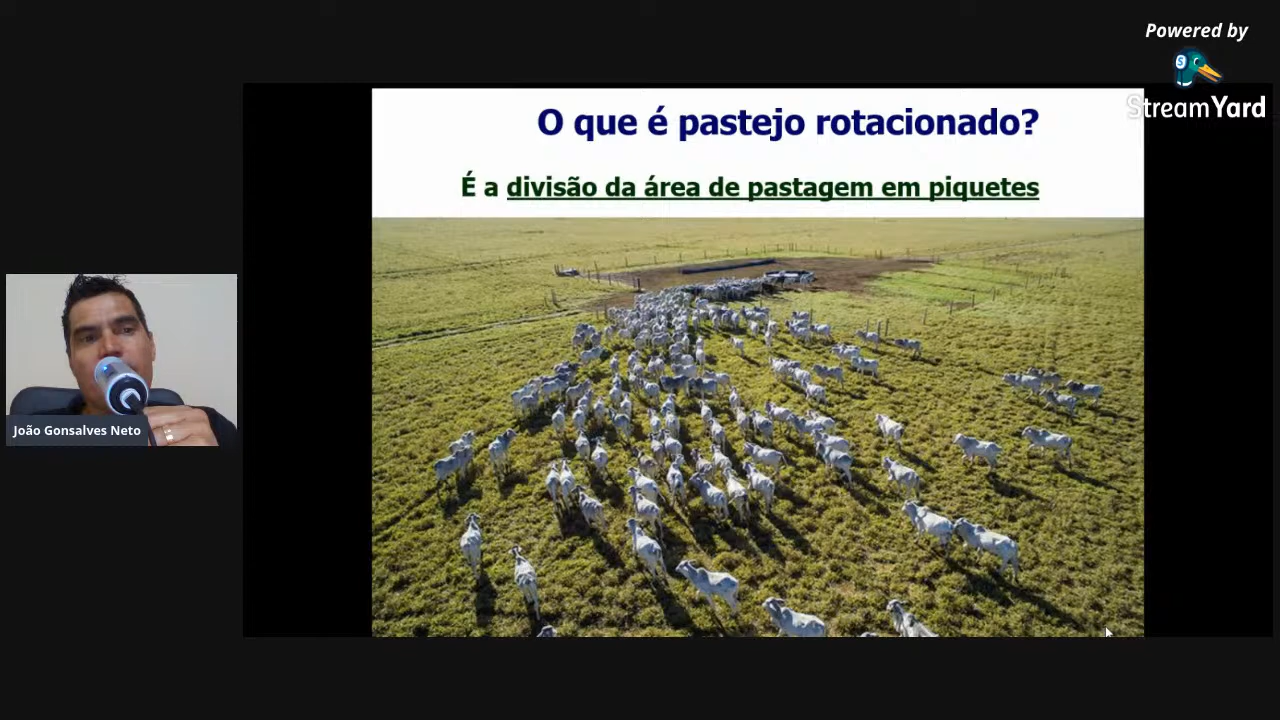 Powered by
StreamYard
O que é pastejo rotacionado?
É a divisão da área de pastagem em piquetes
João Gonsalves Neto